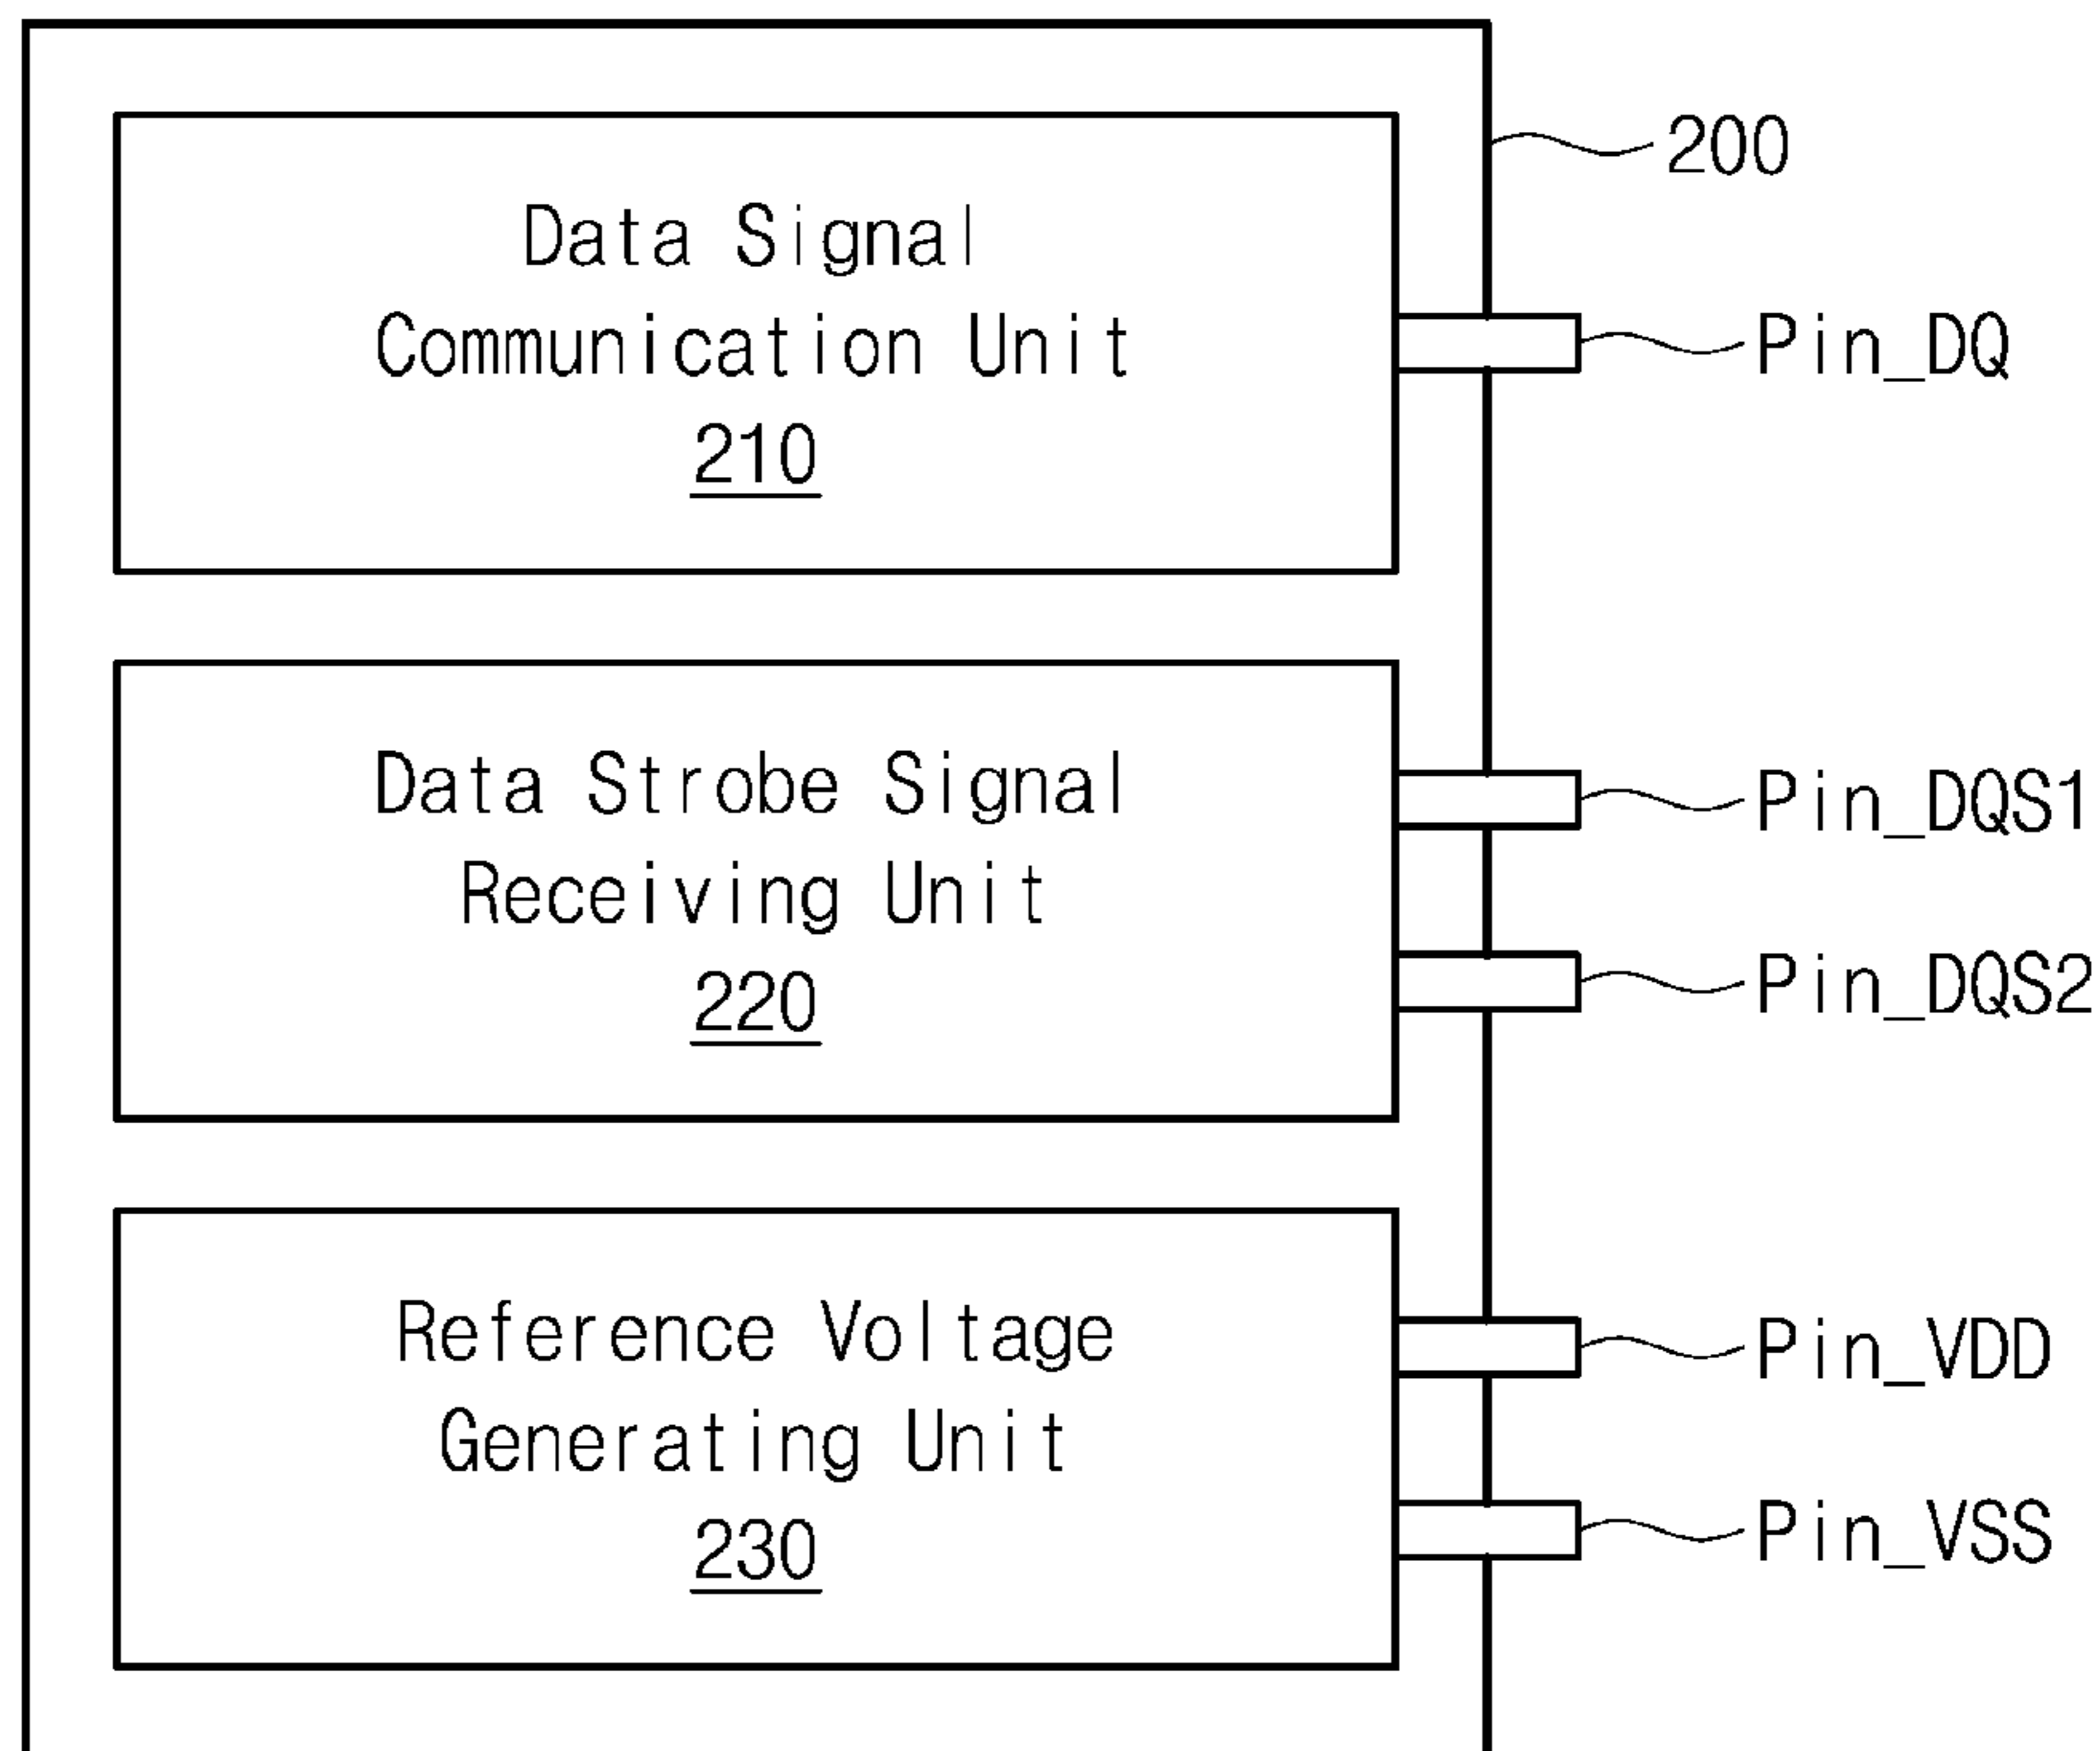 200
Data Signal
Communication Unit
210
Pin_DQ
Data Strobe Signal
Receiving Unit
220
Pin_DQS1
Pin_DQS2
Reference Voltage
Generating Unit
230
Pin_VDD
Pin_VSS